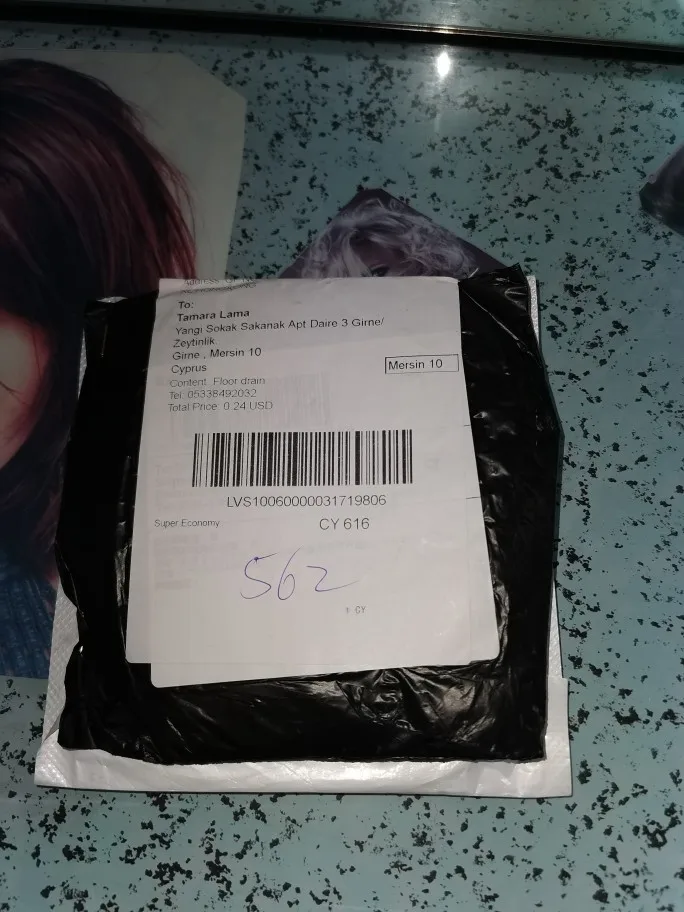 To:
Tamara Lama
Yangi Sokak Sakanak Apt Daire 3 Girne/
Zeytinlik.
Girne , Mersin 10
Cyprus
Mersin 10
Content: Floor drain
Tel: 05338492032
Total Price: 0.24 USD
LVS10060000031719806
Super Economy
CY 616
562
CY